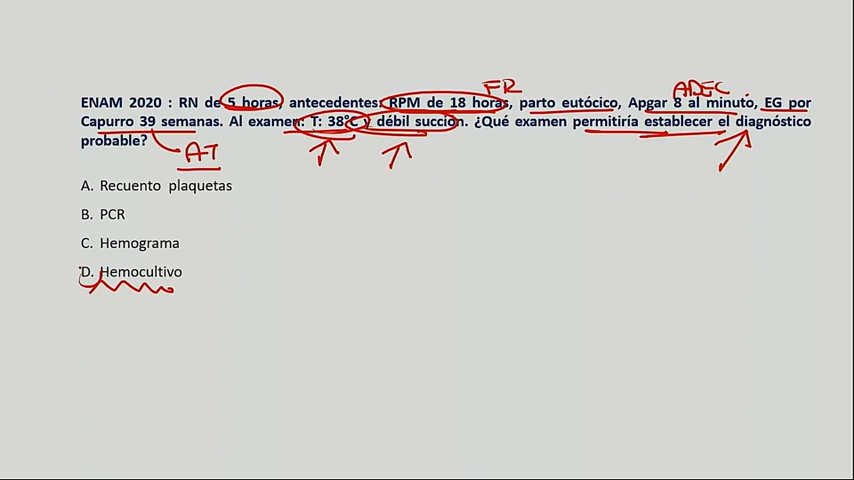 FR
ADEC
ENAM 2020 : RN de 5 horas, antecedentes: RPM de 18 horas, parto eutócico, Apgar 8 al minuto, EG por
Capurro 39 semanas. Al examen: T: 38°C y débil succión. ¿Qué examen permitiría establecer el diagnóstico
probable?
AT
A. Recuento plaquetas
B. PCR
C. Hemograma
D. Hemocultivo